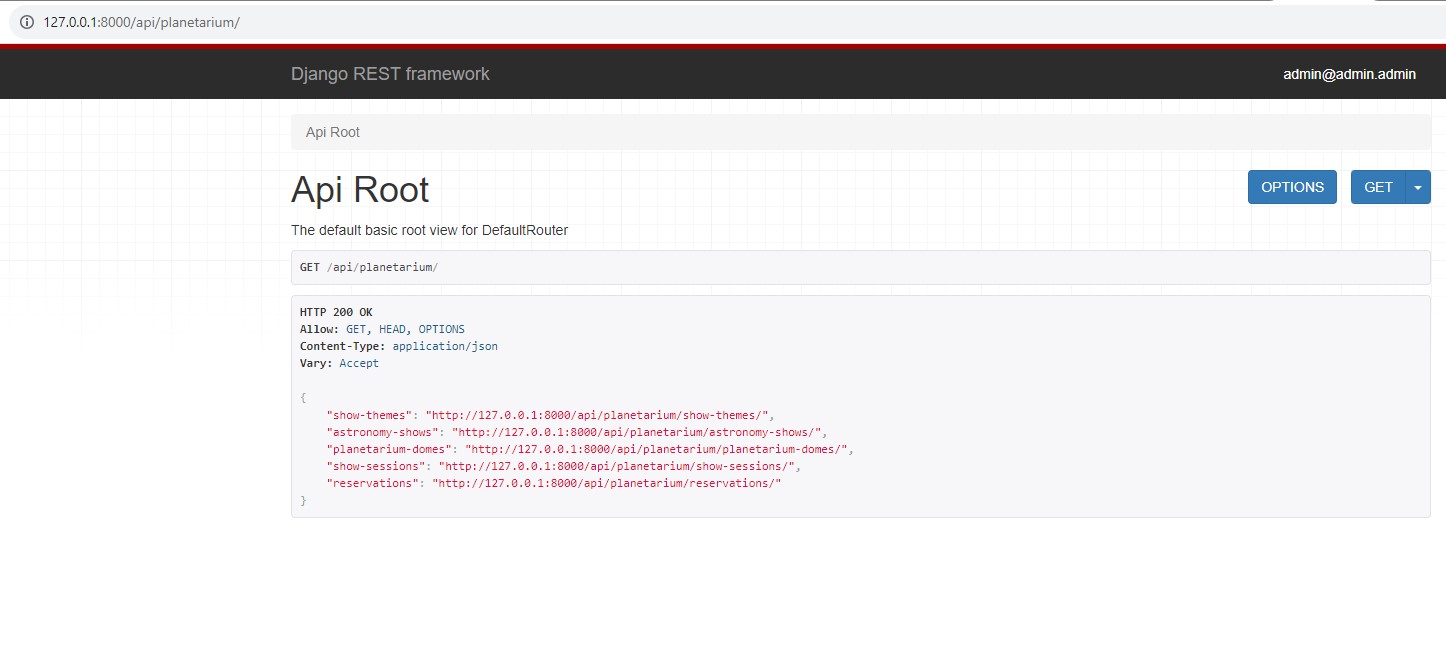 127.0.0.1:8000/api/planetarium/
Django REST framework
admin@admin.admin
Api Root
Api Root
OPTIONS
GET
The default basic root view for DefaultRouter
GET /api/planetarium/
HTTP 200 OK
Allow: GET, HEAD, OPTIONS
Content-Type: application/json
Vary: Accept
{
    "show-themes": "http://127.0.0.1:8000/api/planetarium/show-themes/",
    "astronomy-shows": "http://127.0.0.1:8000/api/planetarium/astronomy-shows/",
    "planetarium-domes": "http://127.0.0.1:8000/api/planetarium/planetarium-domes/",
    "show-sessions": "http://127.0.0.1:8000/api/planetarium/show-sessions/",
    "reservations": "http://127.0.0.1:8000/api/planetarium/reservations/"
}